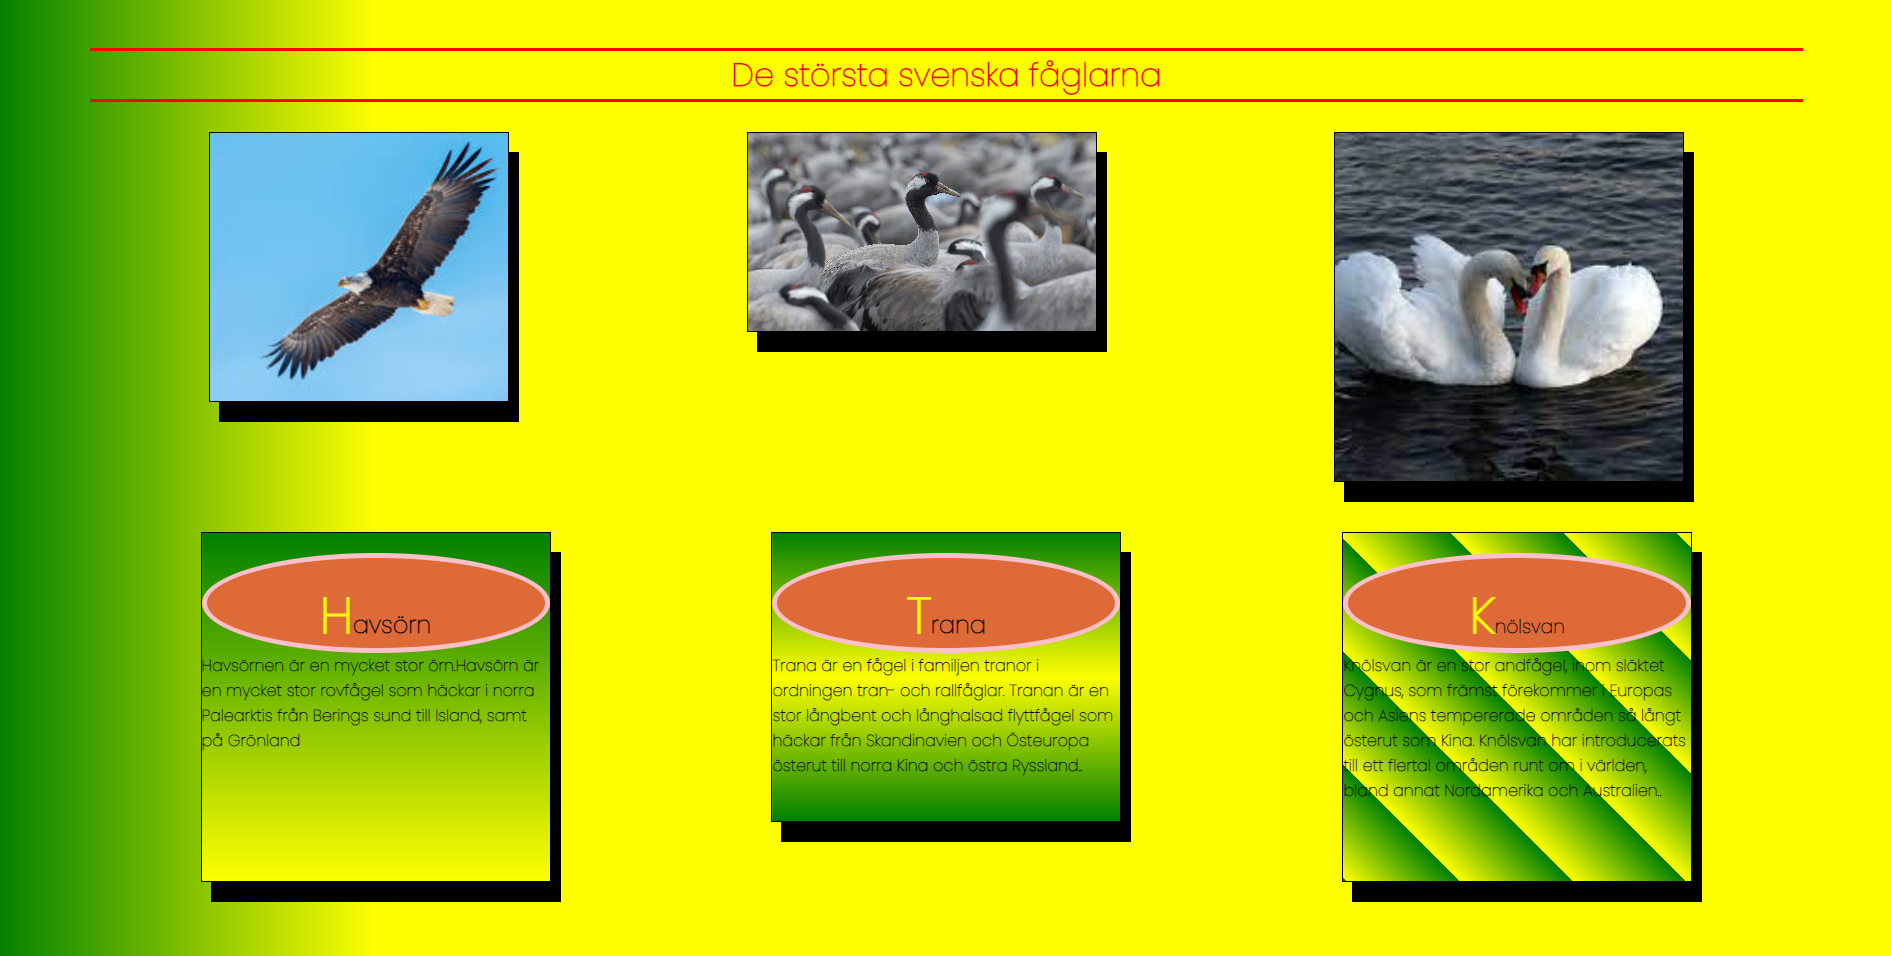 De största svenska fåglarna
Havsörn
Havsörnen är en mycket stor örn.Havsörn är
en mycket stor rovfågel som häckar i norra
Palearktis från Berings sund till Island, samt
på Grönland
Trana
Trana är en fågel i familjen tranor i
ordningen tran- och rallfåglar. Tranan är en
stor långbent och långhalsad flyttfågel som
häckar från Skandinavien och Östeuropa
österut till norra Kina och östra Ryssland..
Knölsvan
Knölsvan är en stor andfågel, inom släktet
Cygnus, som främst förekommer i Europas
och Asiens tempererade områden så långt
österut som Kina. Knölsvan har introducerats
till ett flertal områden runt om i världen,
bland annat Nordamerika och Australien..